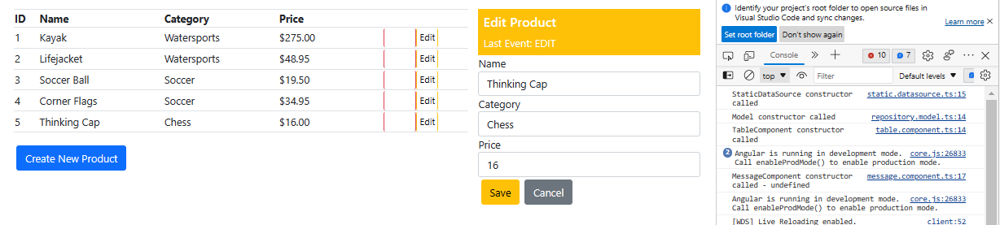 ID Name Category Price
1 Kayak Watersports $275.00 Edit
2 Lifejacket Watersports $48.95 Edit
3 Soccer Ball Soccer $19.50 Edit
4 Corner Flags Soccer $34.95 Edit
5 Thinking Cap Chess $16.00 Edit
Create New Product
Edit Product
Last Event: EDIT
Name
Thinking Cap
Category
Chess
Price
16
Save Cancel
Identify your project's root folder to open source files in
Visual Studio Code and sync changes.
Learn more
Set root folder Don't show again
Console 10 7
top Filter Default levels
StaticDataSource constructor static.datasource.ts:15
called
Model constructor called repository.model.ts:14
TableComponent constructor table.component.ts:14
called
2 Angular is running in development mode. core.js:26833
Call enableProdMode() to enable production mode.
MessageComponent constructor message.component.ts:17
called - undefined
Angular is running in development mode. core.js:26833
Call enableProdMode() to enable production mode.
[WDS] Live Reloading enabled. client:52